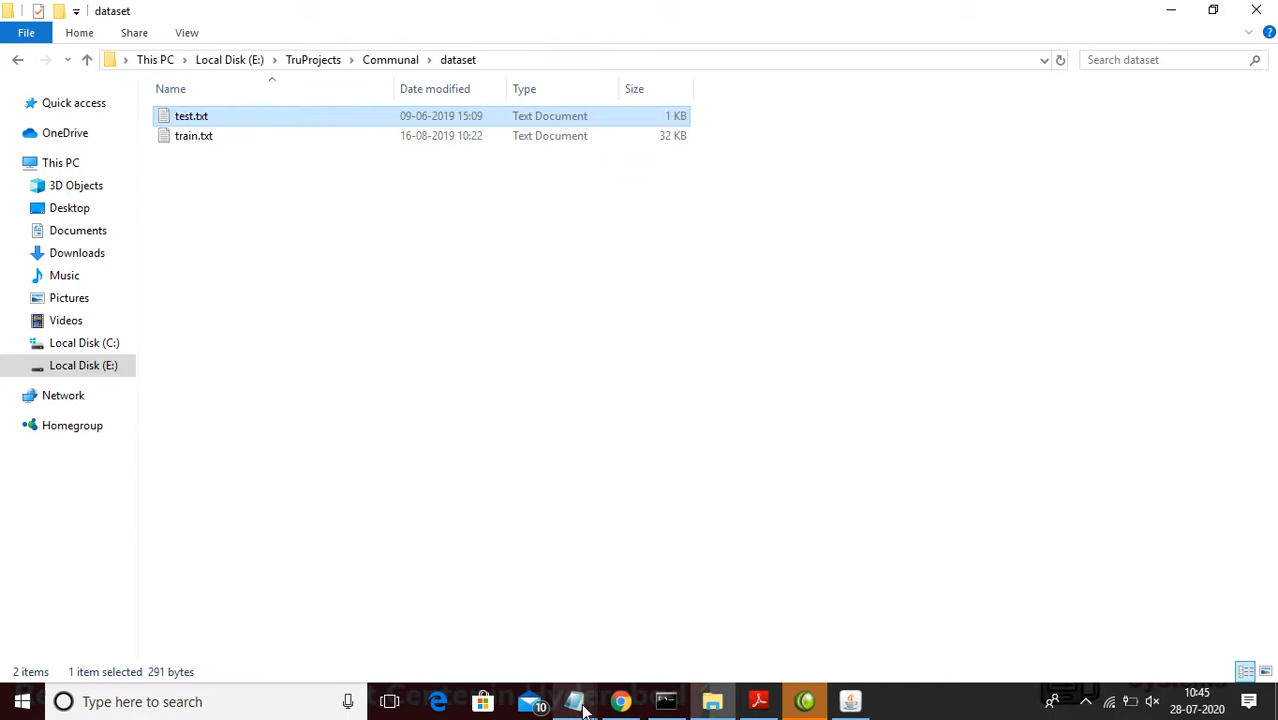 dataset
File Home Share View
This PC Local Disk (E:) TruProjects Communal dataset Search dataset
Name Date modified Type Size
Quick access
OneDrive
This PC
3D Objects
Desktop
Documents
Downloads
Music
Pictures
Videos
Local Disk (C:)
Local Disk (E:)
Network
Homegroup
test.txt 09-06-2019 15:09 Text Document 1 KB
train.txt 16-08-2019 10:22 Text Document 32 KB
2 items 1 item selected 291 bytes
Type here to search
10
10:45
28-07-2020